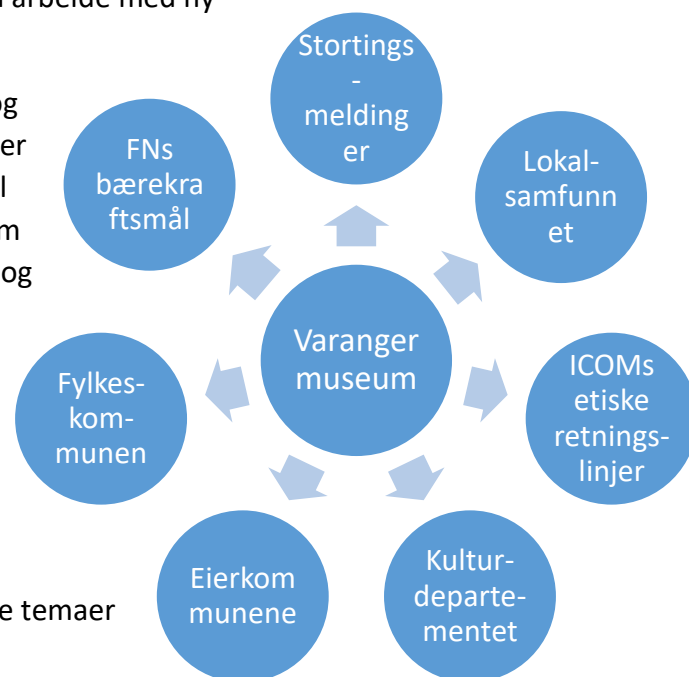 arbeide med ny
og
er
l
m
og
e temaer
Stortings
-
melding
er
Lokal-
samfunn
et
ICOMs
etiske
retnings-
linjer
Kultur-
departe-
mentet
Eierkom
munene
Fylkes-
kom-
munen
FNs
bærekra
ftsmål
Varanger
museum